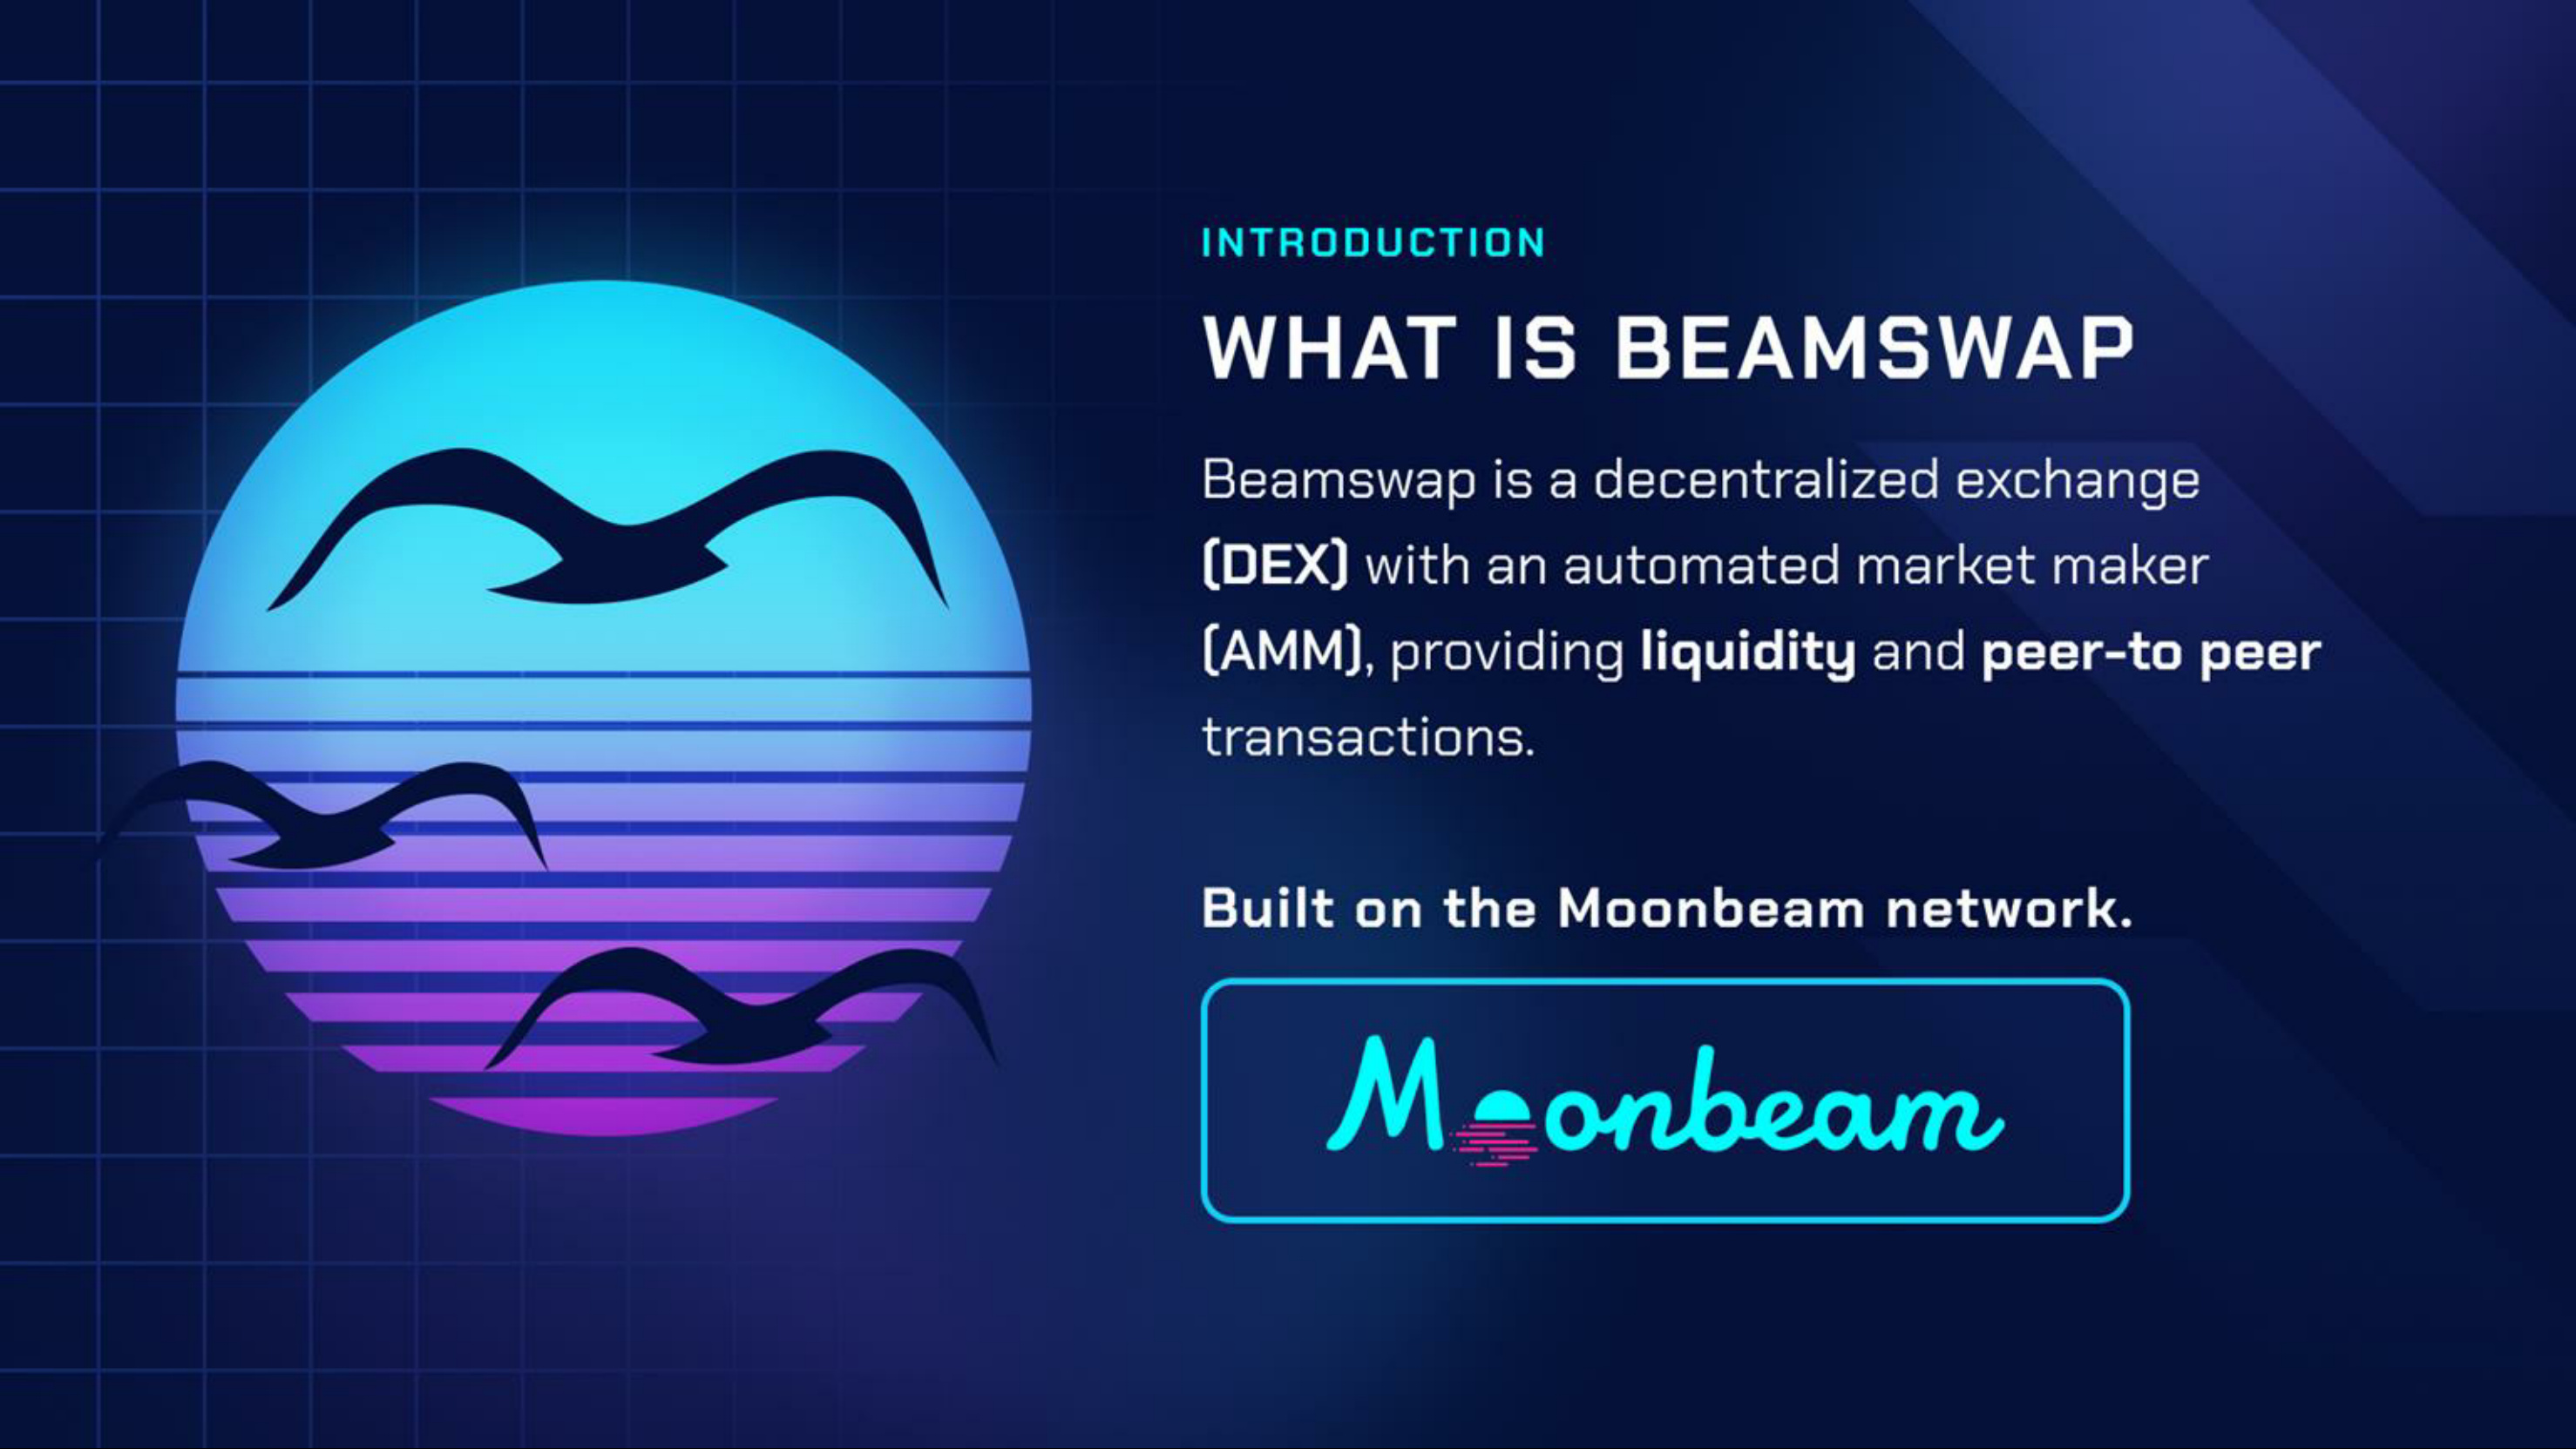 INTRODUCTION
WHAT IS BEAMSWAP
Beamswap is a decentralized exchange
(DEX) with an automated market maker
(AMM), providing liquidity and peer-to peer
transactions.
Built on the Moonbeam network.
Moonbeam